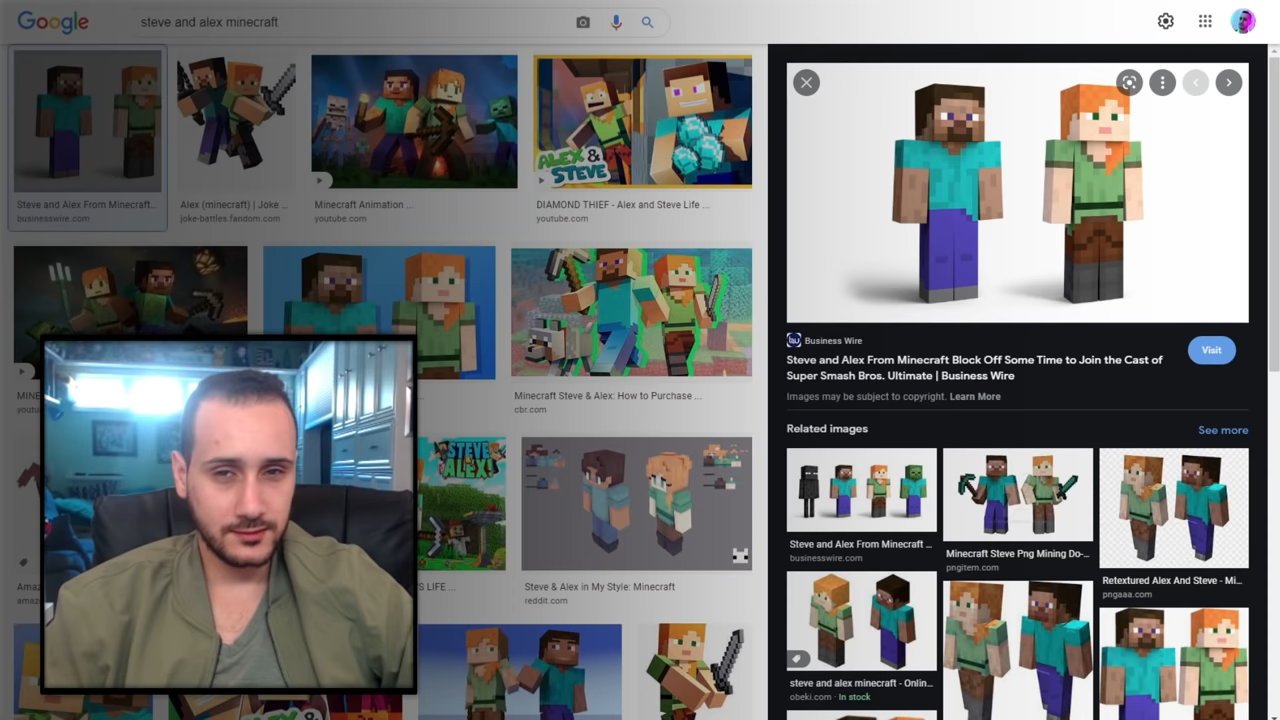 Google
steve and alex minecraft
Steve and Alex From Minecraft...
businesswire.com
Alex (minecraft) | Joke ...
joke-battles.fandom.com
Minecraft Animation ...
youtube.com
ALEX &
STEVE
DIAMOND THIEF - Alex and Steve Life ...
youtube.com
Minecraft Steve & Alex: How to Purchase ...
cbr.com
STEVE
ALEX!
Steve & Alex in My Style: Minecraft
reddit.com
S LIFE ...
Business Wire
Visit
Steve and Alex From Minecraft Block Off Some Time to Join the Cast of
Super Smash Bros. Ultimate | Business Wire
Images may be subject to copyright. Learn More
Related images
See more
Steve and Alex From Minecraft ...
businesswire.com
Minecraft Steve Png Mining Do-...
pngitem.com
Retextured Alex And Steve - Mi...
pngaaa.com
steve and alex minecraft - Onlin...
obeki.com · In stock